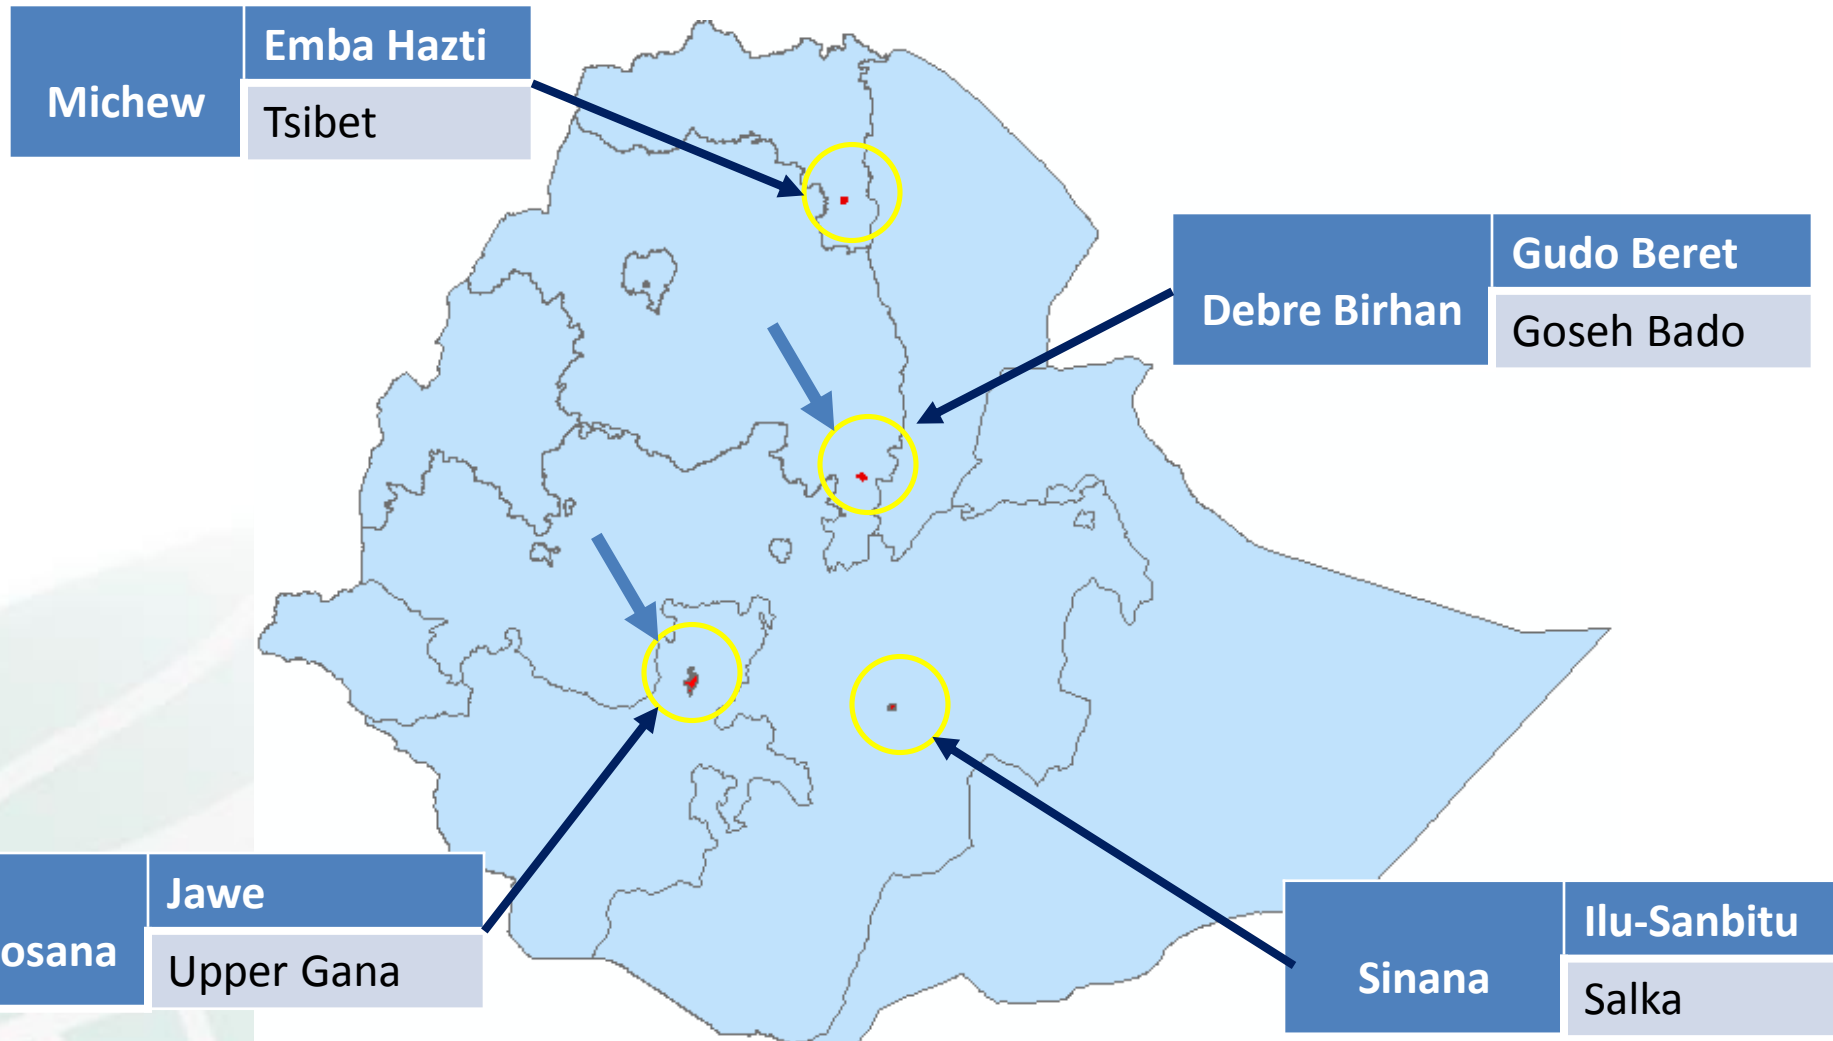 Emba Hazti
Michew
Tsibet
Gudo Beret
Debre Birhan
Goseh Bado
Jawe
osana
Upper Gana
Ilu-Sanbitu
Sinana
Salka